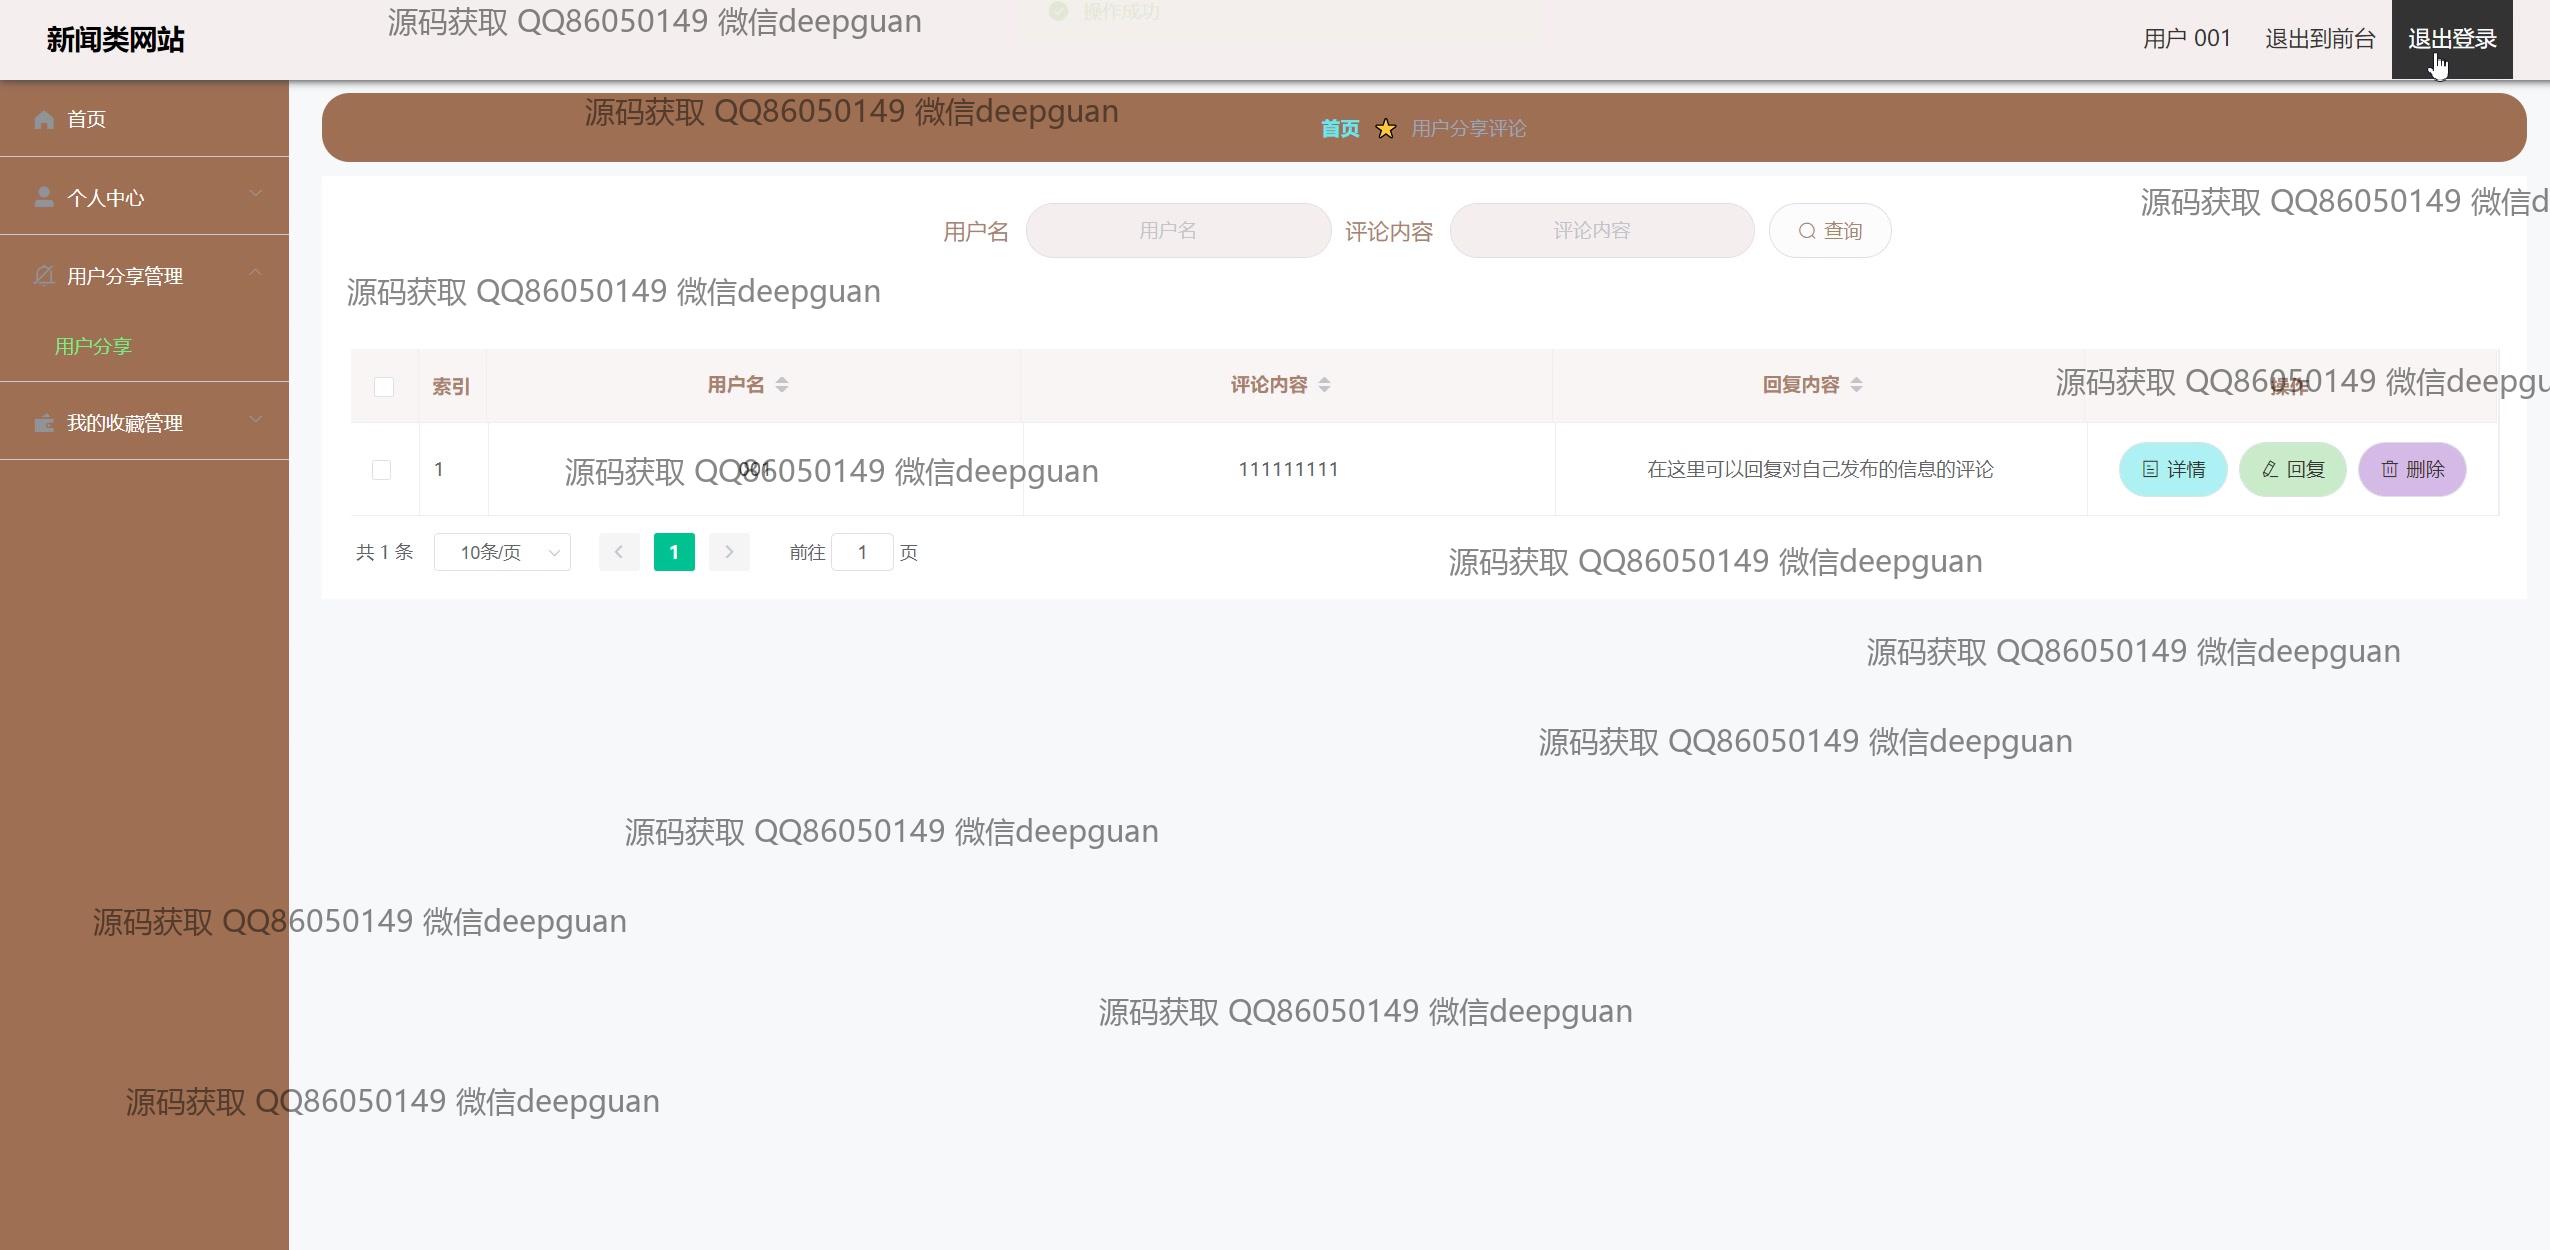 源码获取 QQ86050149 微信deepguan
操作成功
新闻类网站
用户 001
退出到前台
退出登录
首页
个人中心
用户分享管理
用户分享
我的收藏管理
源码获取 QQ86050149 微信deepguan
首页
用户分享评论
源码获取 QQ86050149 微信d
用户名 用户名 评论内容 评论内容 查询
源码获取 QQ86050149 微信deepguan
索引 用户名 评论内容 回复内容 操作
源码获取 QQ86050149 微信deepgu
1 001 111111111 在这里可以回复对自己发布的信息的评论 详情 回复 删除
源码获取 QQ86050149 微信deepguan
共 1 条 10条/页 1 前往 1 页
源码获取 QQ86050149 微信deepguan
源码获取 QQ86050149 微信deepguan
源码获取 QQ86050149 微信deepguan
源码获取 QQ86050149 微信deepguan
源码获取 QQ86050149 微信deepguan
源码获取 QQ86050149 微信deepguan
源码获取 QQ86050149 微信deepguan